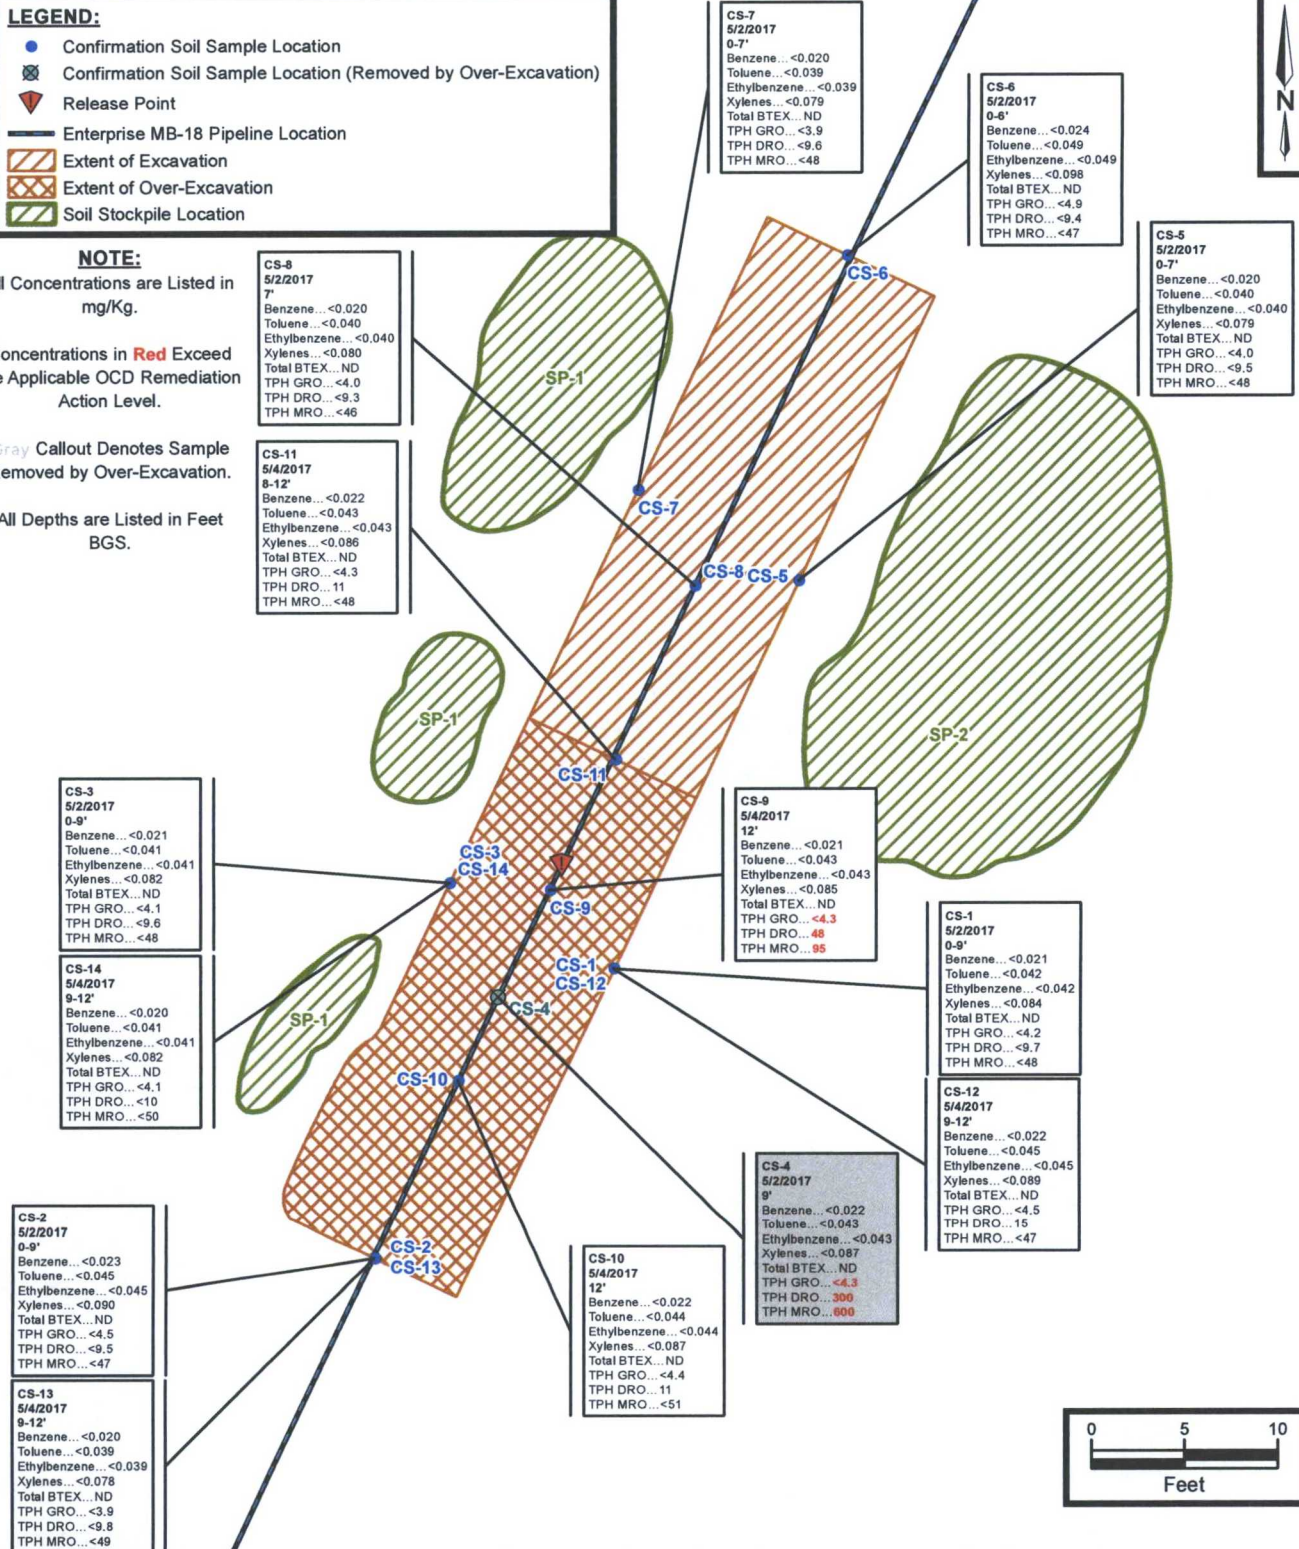 LEGEND:
Confirmation Soil Sample Location
Confirmation Soil Sample Location (Removed by Over-Excavation)
Release Point
Enterprise MB-18 Pipeline Location
Extent of Excavation
Extent of Over-Excavation
Soil Stockpile Location
NOTE:
Concentrations are Listed in
mg/Kg.
oncentrations in Red Exceed
Applicable OCD Remediation
Action Level.
Gray Callout Denotes Sample
emoved by Over-Excavation.
All Depths are Listed in Feet
BGS.
N
CS-7
5/2/2017
0-7'
Benzene...<0.020
Toluene...<0.039
Ethylbenzene...<0.039
Xylenes...<0.079
Total BTEX...ND
TPH GRO...<3.9
TPH DRO...<9.6
TPH MRO...<48
CS-6
5/2/2017
0-6'
Benzene...<0.024
Toluene...<0.049
Ethylbenzene...<0.049
Xylenes...<0.098
Total BTEX...ND
TPH GRO...<4.9
TPH DRO...<9.4
TPH MRO...<47
CS-5
5/2/2017
0-7'
Benzene...<0.020
Toluene...<0.040
Ethylbenzene...<0.040
Xylenes...<0.079
Total BTEX...ND
TPH GRO...<4.0
TPH DRO...<9.5
TPH MRO...<48
CS-8
5/2/2017
7'
Benzene...<0.020
Toluene...<0.040
Ethylbenzene...<0.040
Xylenes...<0.080
Total BTEX...ND
TPH GRO...<4.0
TPH DRO...<9.3
TPH MRO...<46
CS-11
5/4/2017
8-12'
Benzene...<0.022
Toluene...<0.043
Ethylbenzene...<0.043
Xylenes...<0.086
Total BTEX...ND
TPH GRO...<4.3
TPH DRO...11
TPH MRO...<48
CS-6
SP-1
CS-7
CS-8 CS-5
SP-1
SP-2
CS-11
CS-3
CS-14
CS-9
CS-1
CS-12
CS-4
SP-1
CS-10
CS-2
CS-13
CS-3
5/2/2017
0-9'
Benzene...<0.021
Toluene...<0.041
Ethylbenzene...<0.041
Xylenes...<0.082
Total BTEX...ND
TPH GRO...<4.1
TPH DRO...<9.6
TPH MRO...<48
CS-14
5/4/2017
9-12'
Benzene...<0.020
Toluene...<0.041
Ethylbenzene...<0.041
Xylenes...<0.082
Total BTEX...ND
TPH GRO...<4.1
TPH DRO...<10
TPH MRO...<50
CS-9
5/4/2017
12'
Benzene...<0.021
Toluene...<0.043
Ethylbenzene...<0.043
Xylenes...<0.085
Total BTEX...ND
TPH GRO...<4.3
TPH DRO...48
TPH MRO...95
CS-1
5/2/2017
0-9'
Benzene...<0.021
Toluene...<0.042
Ethylbenzene...<0.042
Xylenes...<0.084
Total BTEX...ND
TPH GRO...<4.2
TPH DRO...<9.7
TPH MRO...<48
CS-12
5/4/2017
9-12'
Benzene...<0.022
Toluene...<0.045
Ethylbenzene...<0.045
Xylenes...<0.089
Total BTEX...ND
TPH GRO...<4.5
TPH DRO...15
TPH MRO...<47
CS-4
5/2/2017
9'
Benzene...<0.022
Toluene...<0.043
Ethylbenzene...<0.043
Xylenes...<0.087
Total BTEX...ND
TPH GRO...<4.3
TPH DRO...300
TPH MRO...600
CS-10
5/4/2017
12'
Benzene...<0.022
Toluene...<0.044
Ethylbenzene...<0.044
Xylenes...<0.087
Total BTEX...ND
TPH GRO...<4.4
TPH DRO...11
TPH MRO...<51
CS-2
5/2/2017
0-9'
Benzene...<0.023
Toluene...<0.045
Ethylbenzene...<0.045
Xylenes...<0.090
Total BTEX...ND
TPH GRO...<4.5
TPH DRO...<9.5
TPH MRO...<47
CS-13
5/4/2017
9-12'
Benzene...<0.020
Toluene...<0.039
Ethylbenzene...<0.039
Xylenes...<0.078
Total BTEX...ND
TPH GRO...<3.9
TPH DRO...<9.8
TPH MRO...<49
0 5 10
Feet